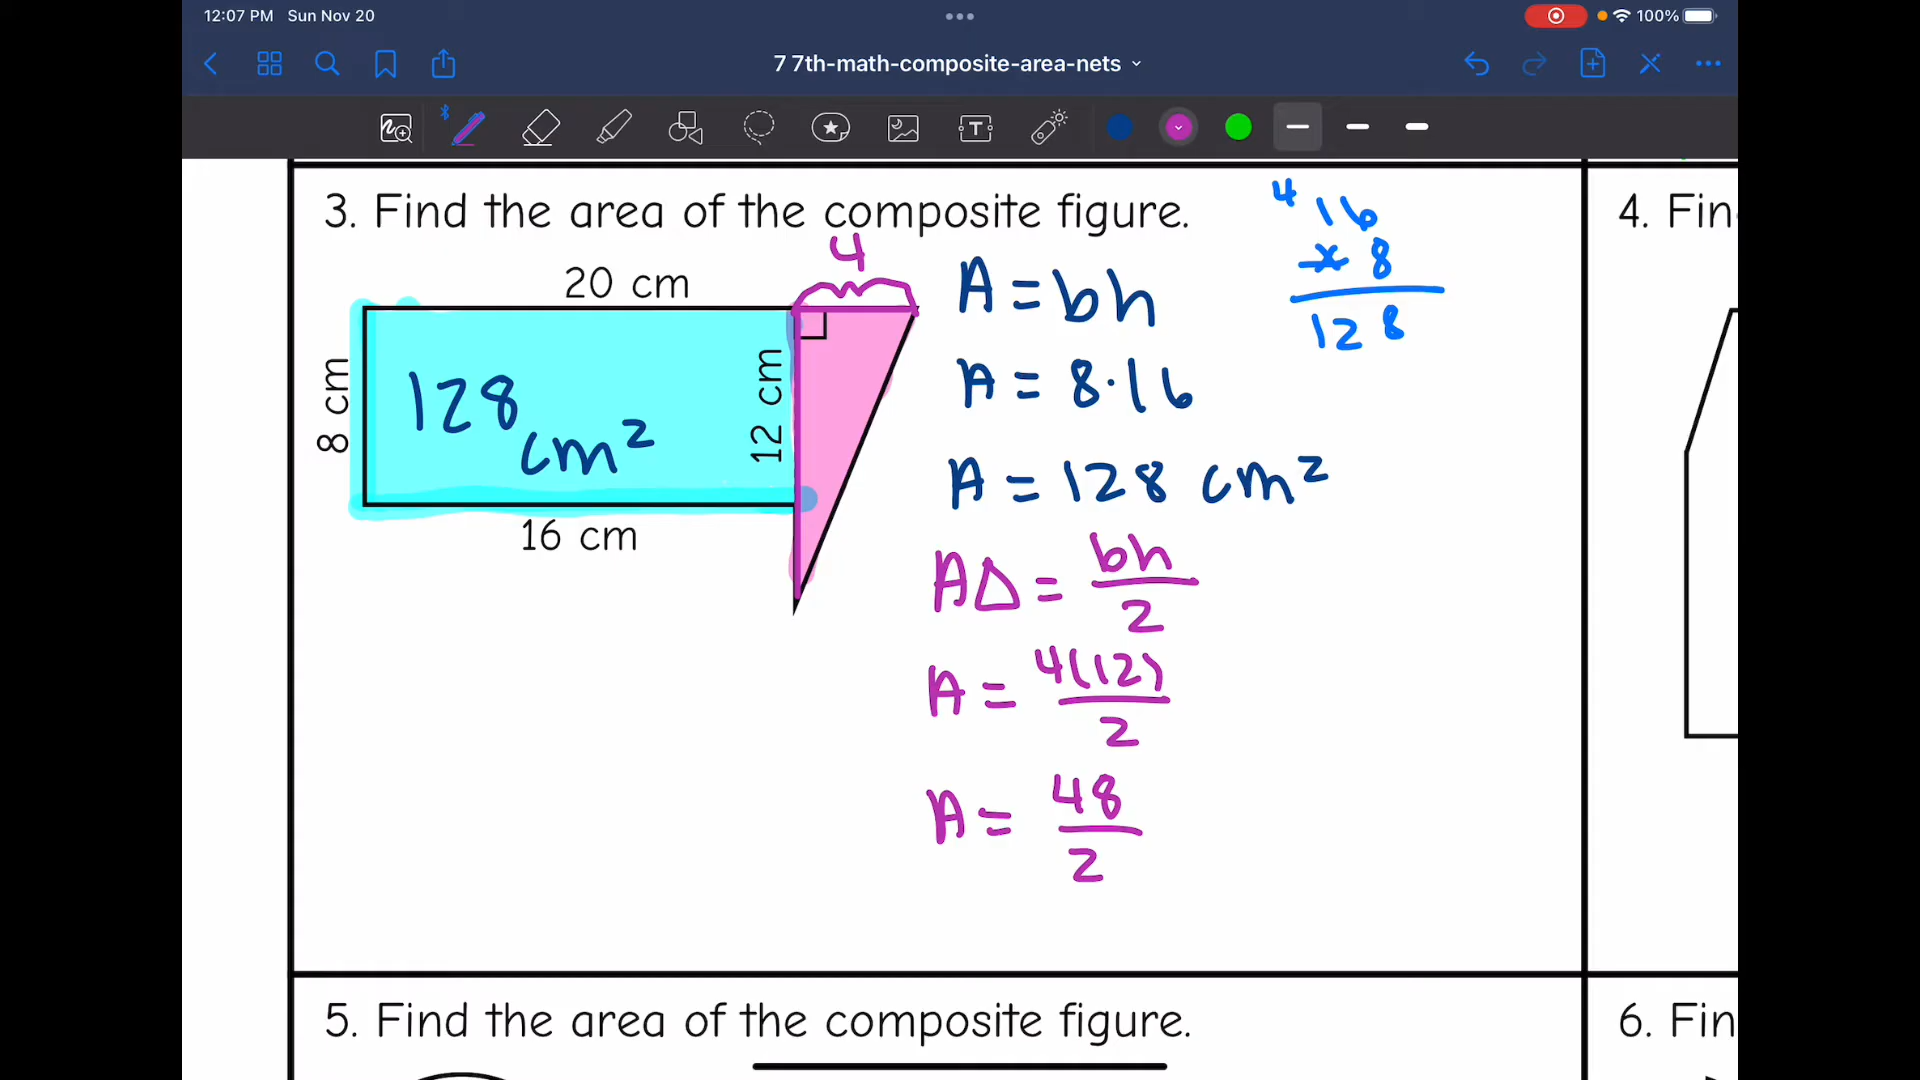 12:07 PM Sun Nov 20
100%
7 7th-math-composite-area-nets
T
3. Find the area of the composite figure.
4. Fin
4
20 cm
8 cm
128
cm²
12 cm
16 cm
A = bh
A = 8·16
A = 128 cm²
4
16
x 8
128
A△ = bh/2
A = 4(12)/2
A = 48/2
5. Find the area of the composite figure.
6. Fin